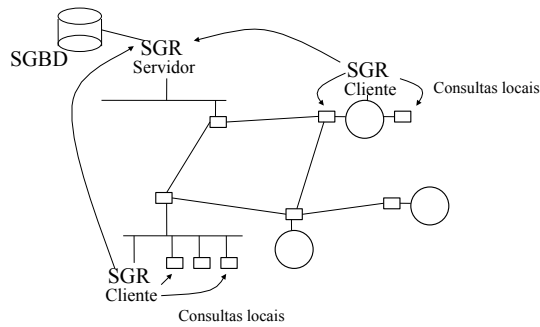 SGBD
SGR
Servidor
SGR
Cliente
Consultas locais
SGR
Cliente
Consultas locais